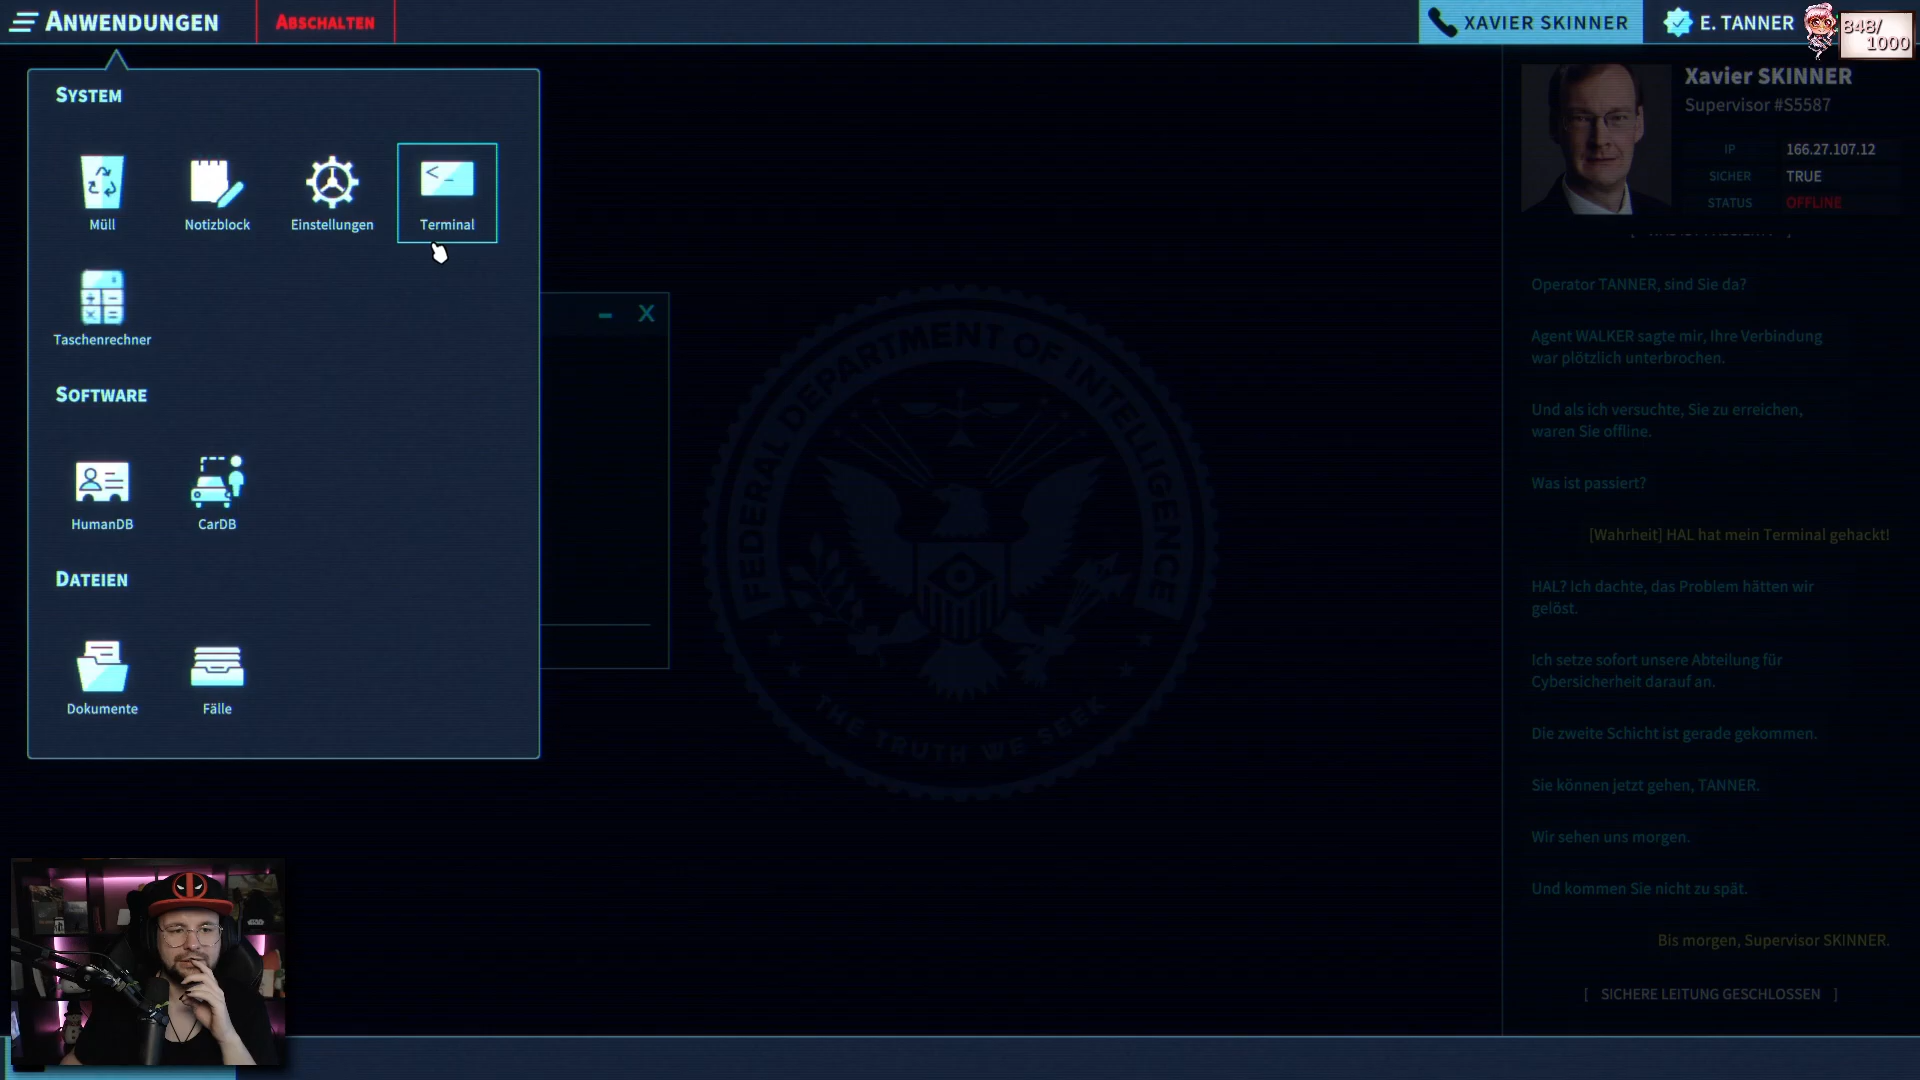 ANWENDUNGEN
ABSCHALTEN
XAVIER SKINNER
E. TANNER
848/
1000
SYSTEM
Müll
Notizblock
Einstellungen
<_
Terminal
Taschenrechner
SOFTWARE
HumanDB
CarDB
DATEIEN
Dokumente
Fälle
– X
FEDERAL DEPARTMENT OF INTELLIGENCE
THE TRUTH WE SEEK
Xavier SKINNER
Supervisor #S5587
IP 166.27.107.12
SICHER TRUE
STATUS OFFLINE
Operator TANNER, sind Sie da?
Agent WALKER sagte mir, Ihre Verbindung
war plötzlich unterbrochen.
Und als ich versuchte, Sie zu erreichen,
waren Sie offline.
Was ist passiert?
[Wahrheit] HAL hat mein Terminal gehackt!
HAL? Ich dachte, das Problem hätten wir
gelöst.
Ich setze sofort unsere Abteilung für
Cybersicherheit darauf an.
Die zweite Schicht ist gerade gekommen.
Sie können jetzt gehen, TANNER.
Wir sehen uns morgen.
Und kommen Sie nicht zu spät.
Bis morgen, Supervisor SKINNER.
[ SICHERE LEITUNG GESCHLOSSEN ]